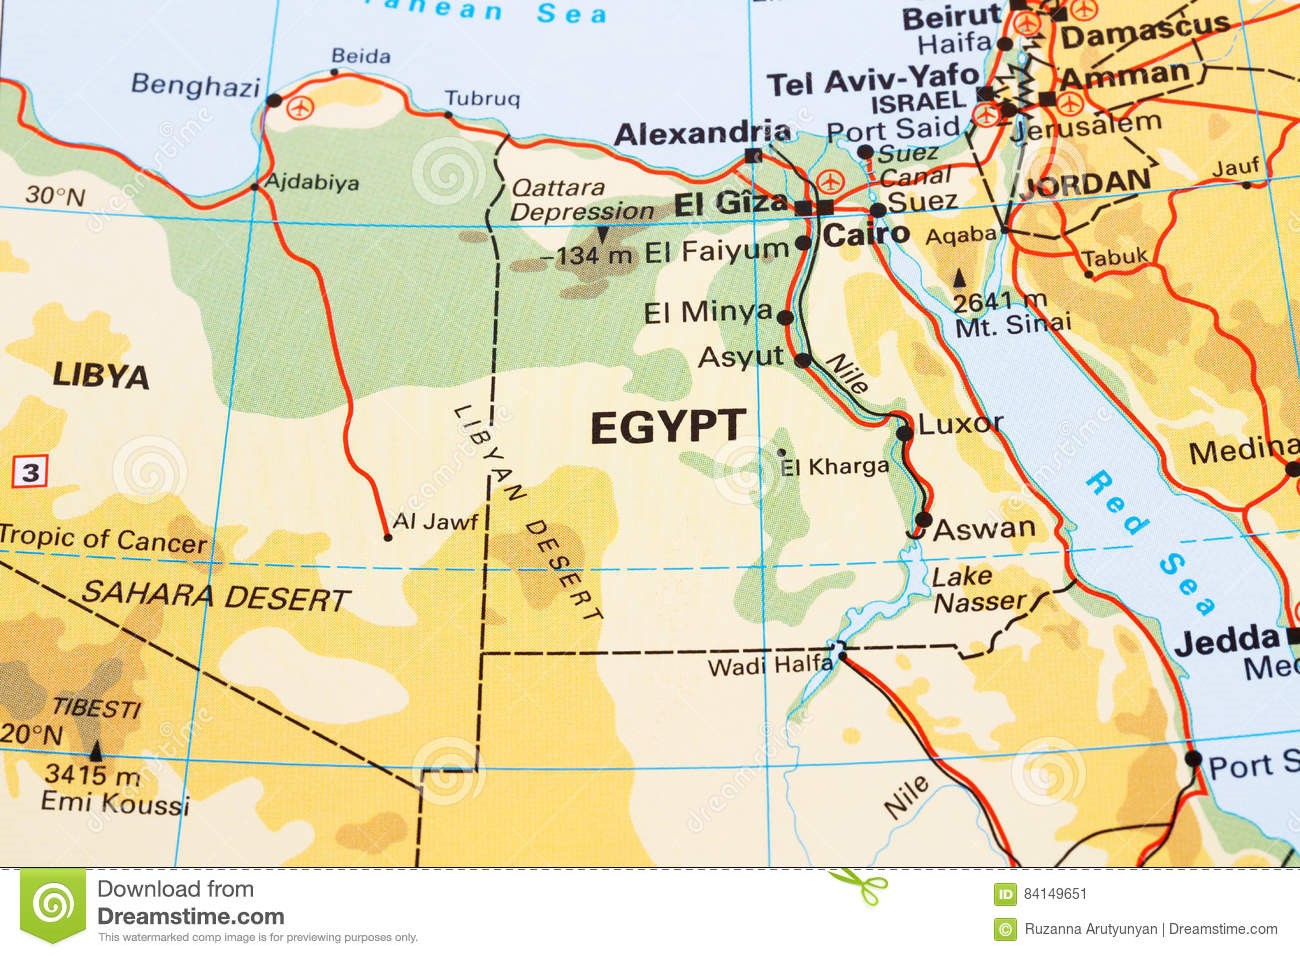 ranean Sea
Beirut
Damascus
Haifa
Beida
Benghazi
Tubruq
Tel Aviv-Yafo
Amman
ISRAEL
Alexandria
Port Said
Jerusalem
Suez
Canal
Jauf
30°N
Ajdabiya
Qattara
Depression
El Gîza
Suez
JORDAN
Cairo
Aqaba
–134 m
El Faiyum
Tabuk
El Minya
2641 m
Mt. Sinai
Asyut
Nile
LIBYA
EGYPT
Luxor
LIBYAN DESERT
El Kharga
Medina
3
Red Sea
Al Jawf
Aswan
Tropic of Cancer
Lake
Nasser
SAHARA DESERT
Jedda
Wadi Halfa
Mec
TIBESTI
20°N
3415 m
Emi Koussi
Port S
Nile
dreamstime
Download from
Dreamstime.com
This watermarked comp image is for previewing purposes only.
ID 84149651
© Ruzanna Arutyunyan | Dreamstime.com